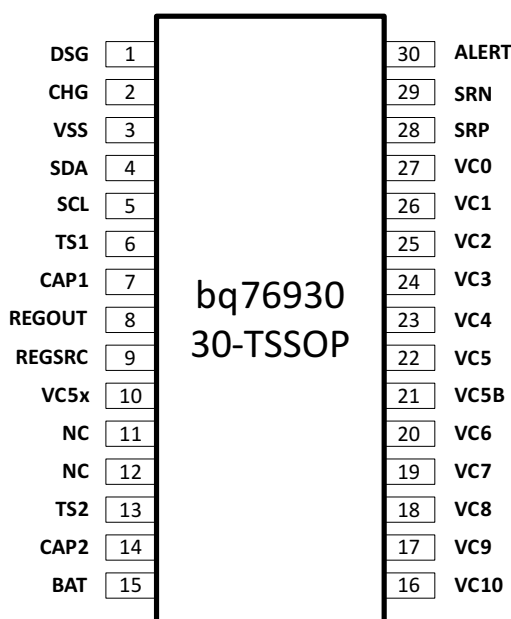 DSG 1 30 ALERT
CHG 2 29 SRN
VSS 3 28 SRP
SDA 4 27 VC0
SCL 5 26 VC1
TS1 6 25 VC2
CAP1 7 24 VC3
REGOUT 8 23 VC4
REGSRC 9 22 VC5
VC5x 10 21 VC5B
NC 11 20 VC6
NC 12 19 VC7
TS2 13 18 VC8
CAP2 14 17 VC9
BAT 15 16 VC10
bq76930
30-TSSOP